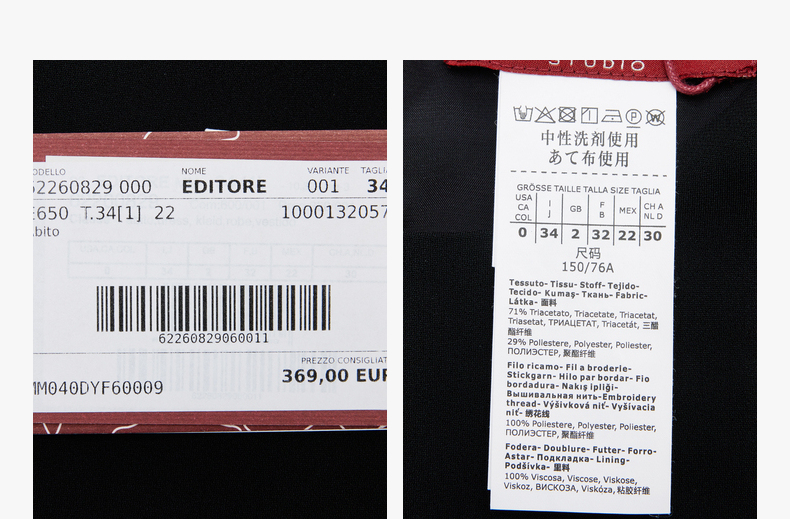 ODELLO NOME VARIANTE TAGLIA
62260829 000 EDITORE 001 34
E650 T.34[1] 22 1000132057
.bito
62260829060011
PREZZO CONSIGLIAT
369,00 EUR
MM040DYF60009
STUDIO
中性洗剤使用
あて布使用
GRÖSSE TAILLE TALLA SIZE TAGLIA
USA CA COL I J GB F B MEX CH A NL D
0 34 2 32 22 30
尺码
150/76A
Tessuto- Tissu- Stoff- Tejido-
Tecido- Kumaş- Ткань- Fabric-
Látka- 面料
71% Triacetato, Triacetate, Triacetat,
Triasetat, ТРИАЦЕТАТ, Triacetát, 三醋
酯纤维
29% Poliestere, Polyester, Poliester,
ПОЛИЭСТЕР, 聚酯纤维
Filo ricamo- Fil a broderie-
Stickgarn- Hilo par bordar- Fio
bordadura- Nakış ipliği-
Вышивальная нить-Embroidery
thread- Výšivková niť- Vyšívacia
niť- 绣花线
100% Poliestere, Polyester, Poliester,
ПОЛИЭСТЕР, 聚酯纤维
Fodera- Doublure- Futter- Forro-
Astar- Подкладка- Lining-
Podšívka- 里料
100% Viscosa, Viscose, Viskose,
Viskoz, ВИСКОЗА, Viskóza, 粘胶纤维